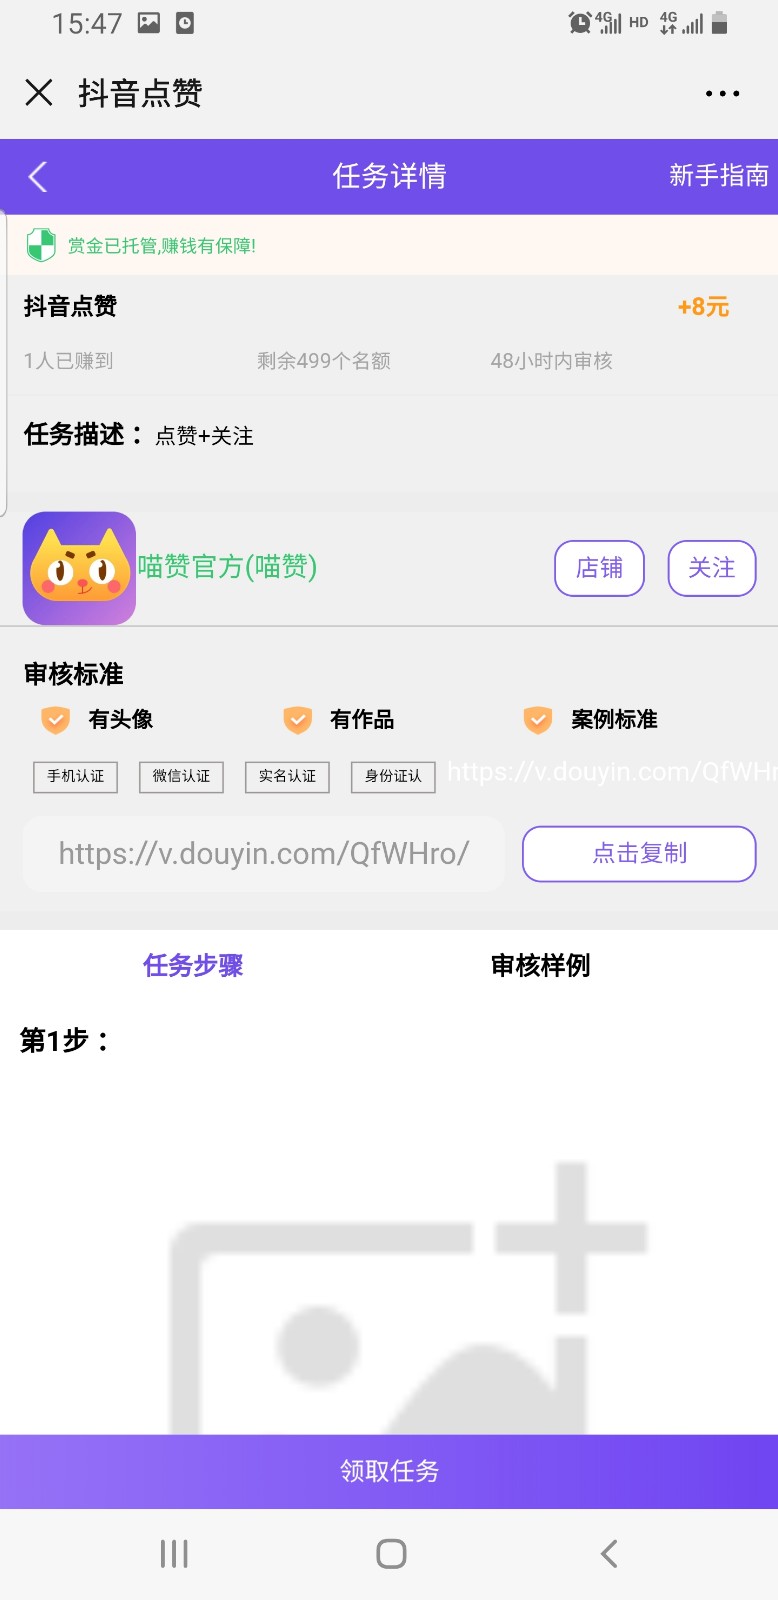 15:47 4G HD 4G
抖音点赞
任务详情 新手指南
赏金已托管,赚钱有保障!
抖音点赞 +8元
1人已赚到 剩余499个名额 48小时内审核
任务描述： 点赞+关注
喵赞官方(喵赞) 店铺 关注
审核标准
有头像 有作品 案例标准
手机认证 微信认证 实名认证 身份证认 https://v.douyin.com/QfWHr
https://v.douyin.com/QfWHro/ 点击复制
任务步骤 审核样例
第1步：
领取任务